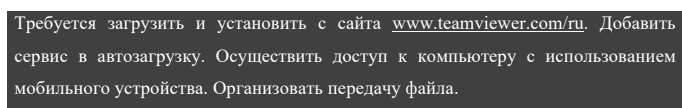 Требуется загрузить и установить с сайта www.teamviewer.com/ru. Добавить
сервис в автозагрузку. Осуществить доступ к компьютеру с использованием
мобильного устройства. Организовать передачу файла.